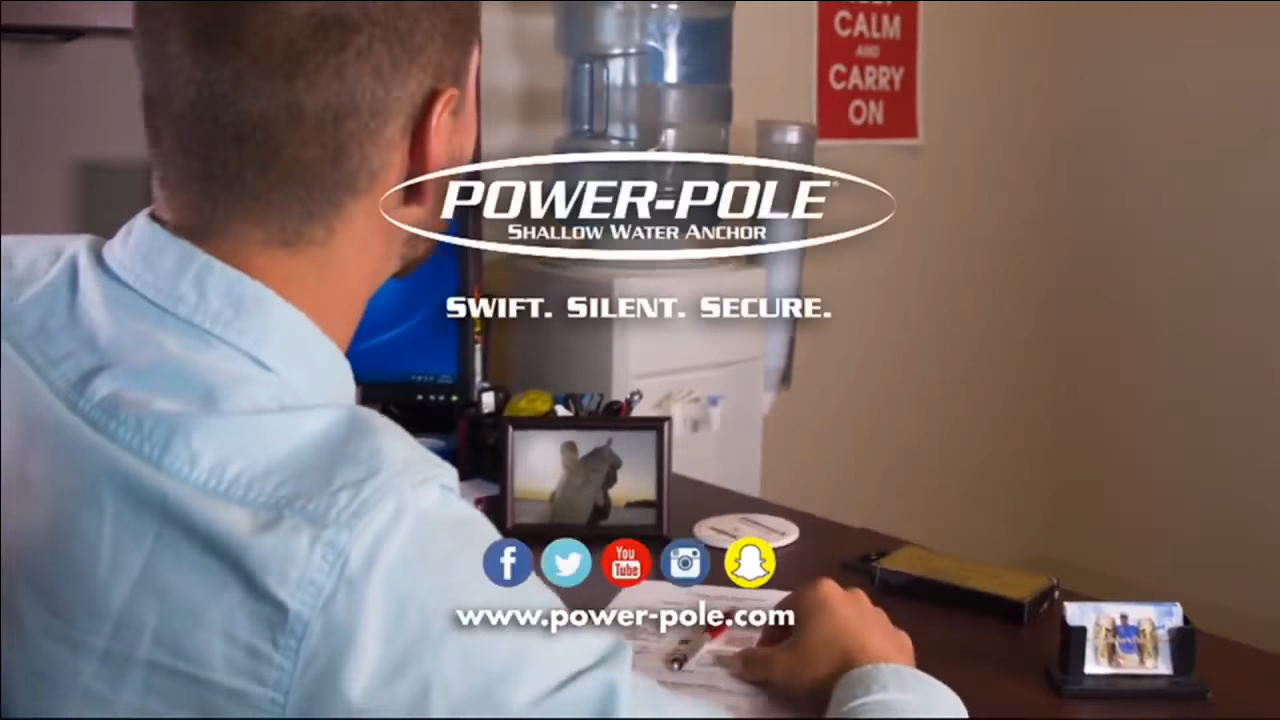 CALM
AND
CARRY
ON
POWER-POLE®
SHALLOW WATER ANCHOR
SWIFT. SILENT. SECURE.
f
You
Tube
www.power-pole.com